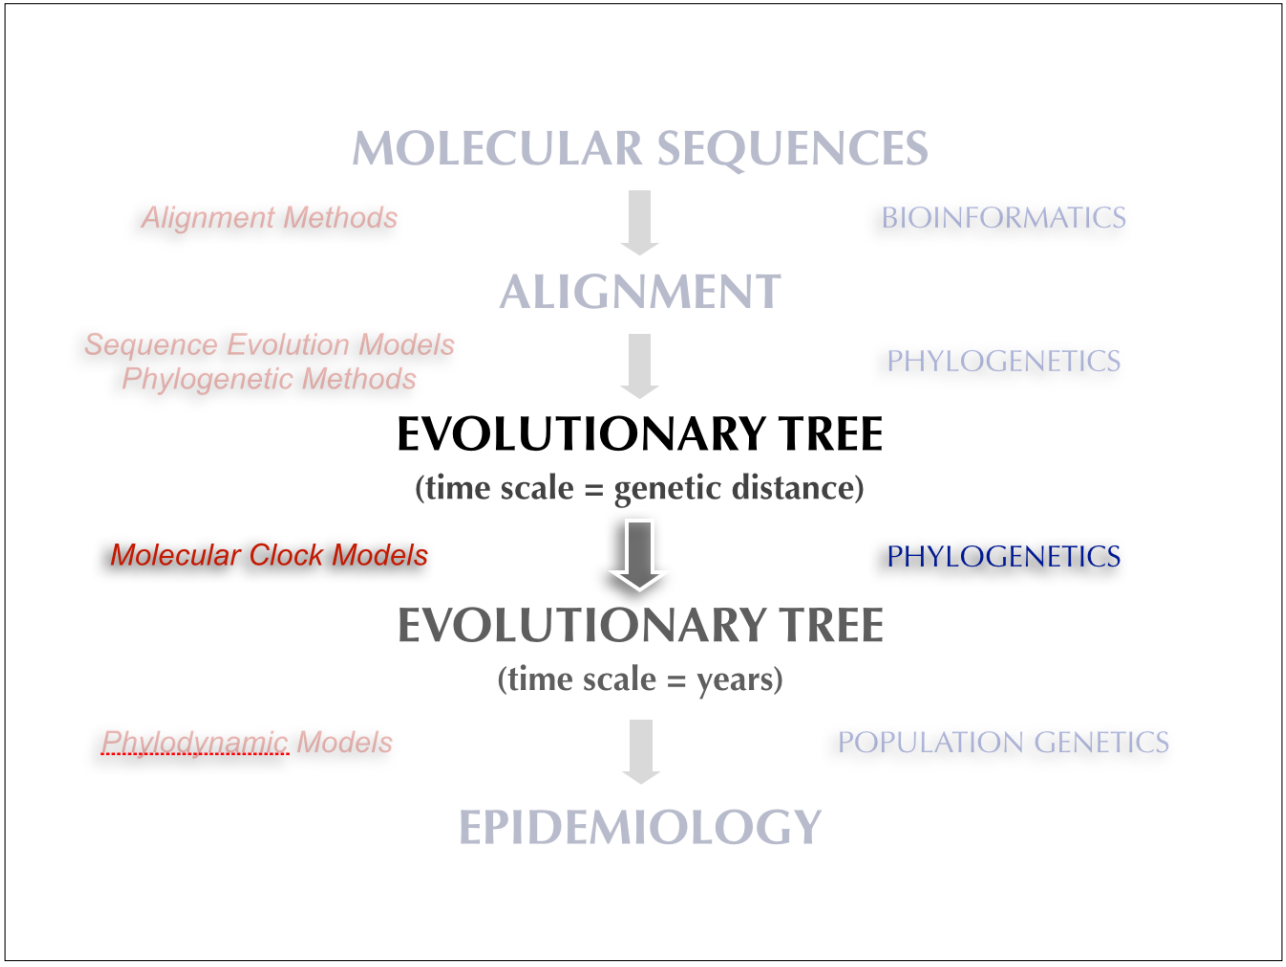 MOLECULAR SEQUENCES
Alignment Methods
BIOINFORMATICS
ALIGNMENT
Sequence Evolution Models
Phylogenetic Methods
PHYLOGENETICS
EVOLUTIONARY TREE
(time scale = genetic distance)
Molecular Clock Models
PHYLOGENETICS
EVOLUTIONARY TREE
(time scale = years)
Phylodynamic Models
POPULATION GENETICS
EPIDEMIOLOGY